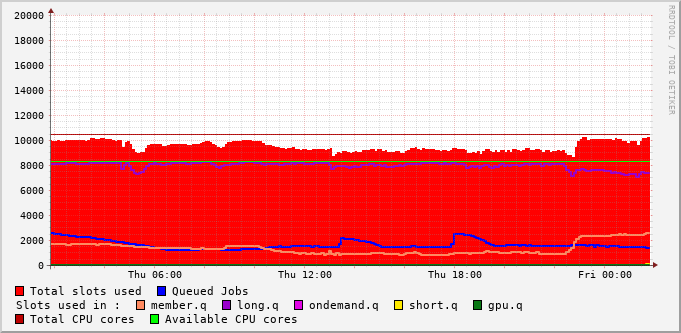 20000
18000
16000
14000
12000
10000
8000
6000
4000
2000
0
Thu 06:00 Thu 12:00 Thu 18:00 Fri 00:00
RRDTOOL / TOBI OETIKER
Total slots used Queued Jobs
Slots used in : member.q long.q ondemand.q short.q gpu.q
Total CPU cores Available CPU cores